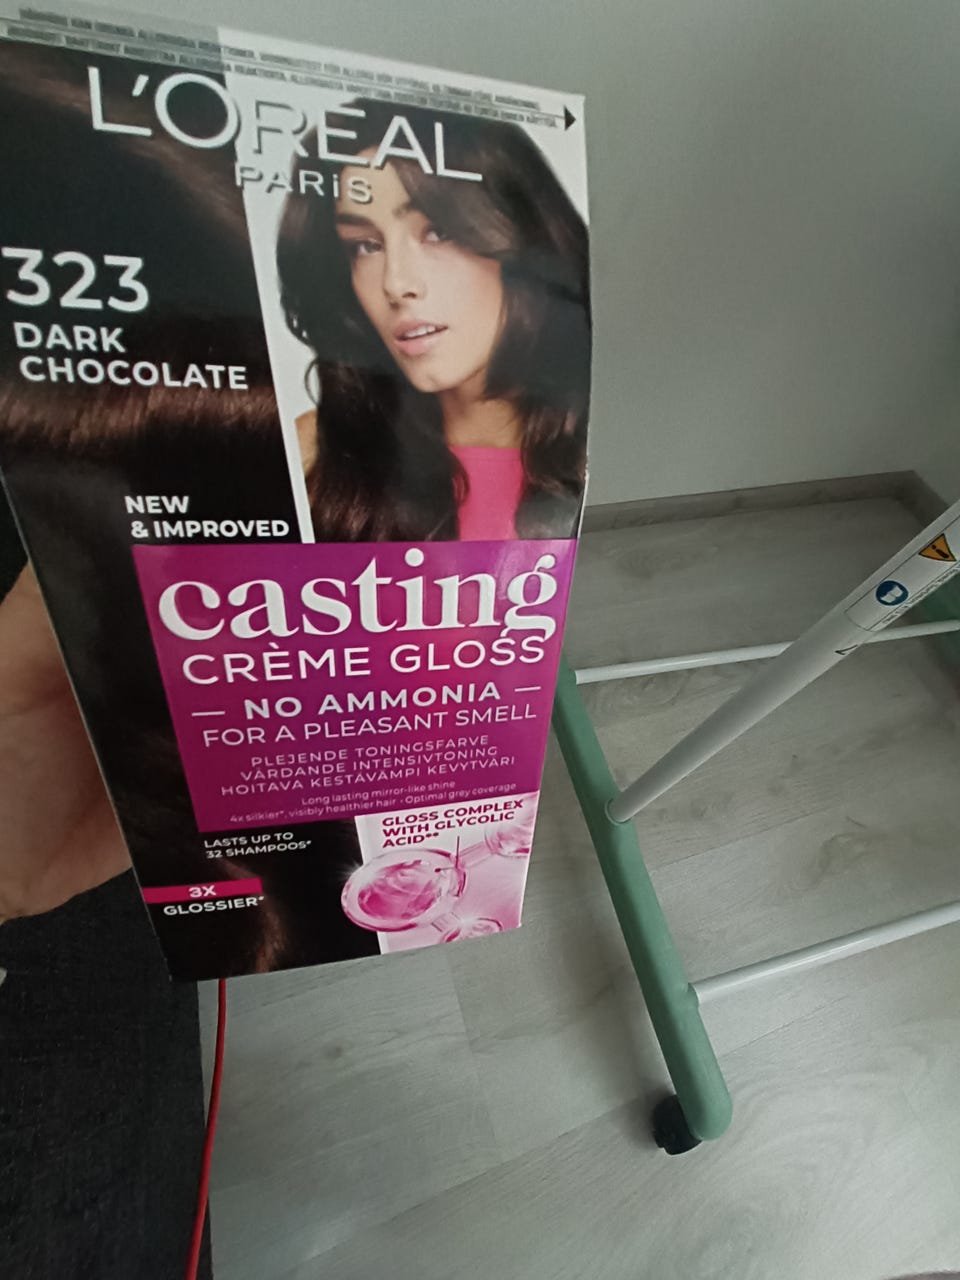 L'ORÉAL
PARiS
323
DARK
CHOCOLATE
NEW
& IMPROVED
casting
CRÈME GLOSS
— NO AMMONIA —
FOR A PLEASANT SMELL
PLEJENDE TONINGSFARVE
VÅRDANDE INTENSIVTONING
HOITAVA KESTÄVÄMPI KEVYTVÄRI
Long lasting mirror-like shine
4x silkier*, visibly healthier hair • Optimal grey coverage
LASTS UP TO
32 SHAMPOOS*
3X
GLOSSIER*
GLOSS COMPLEX
WITH GLYCOLIC
ACID**